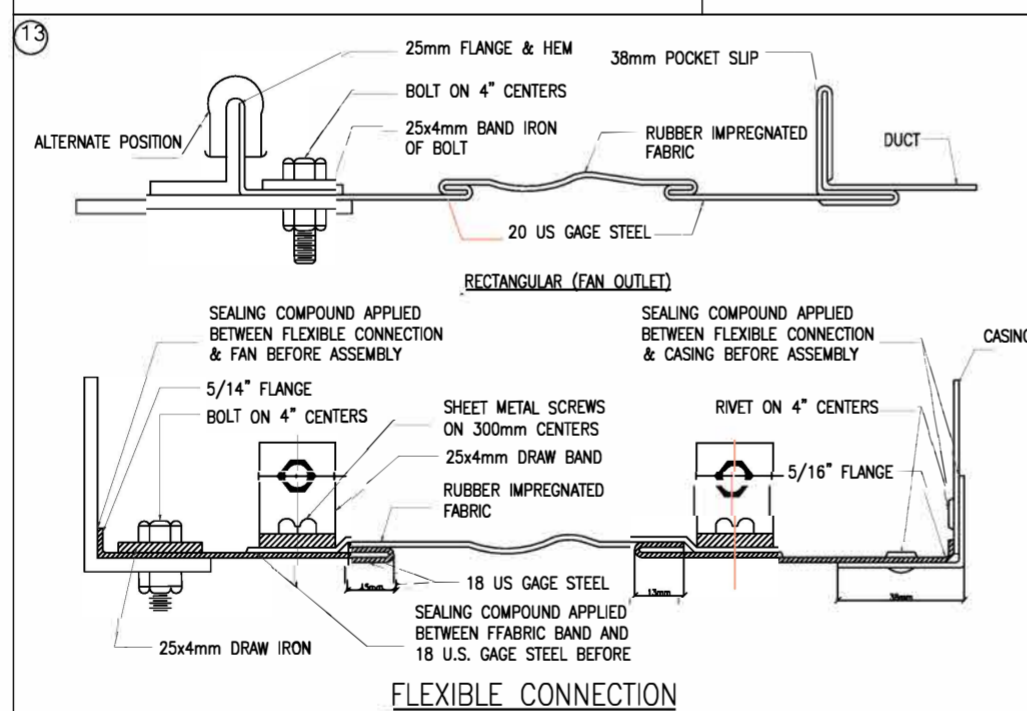 13
25mm FLANGE & HEM
38mm POCKET SLIP
BOLT ON 4" CENTERS
ALTERNATE POSITION
25x4mm BAND IRON
OF BOLT
RUBBER IMPREGNATED
FABRIC
DUCT
20 US GAGE STEEL
RECTANGULAR (FAN OUTLET)
SEALING COMPOUND APPLIED
BETWEEN FLEXIBLE CONNECTION
& FAN BEFORE ASSEMBLY
SEALING COMPOUND APPLIED
BETWEEN FLEXIBLE CONNECTION
& CASING BEFORE ASSEMBLY
CASING
5/14" FLANGE
BOLT ON 4" CENTERS
SHEET METAL SCREWS
ON 300mm CENTERS
RIVET ON 4" CENTERS
25x4mm DRAW BAND
5/16" FLANGE
RUBBER IMPREGNATED
FABRIC
18 US GAGE STEEL
13mm
SEALING COMPOUND APPLIED
BETWEEN FFABRIC BAND AND
18 U.S. GAGE STEEL BEFORE
25x4mm DRAW IRON
FLEXIBLE CONNECTION